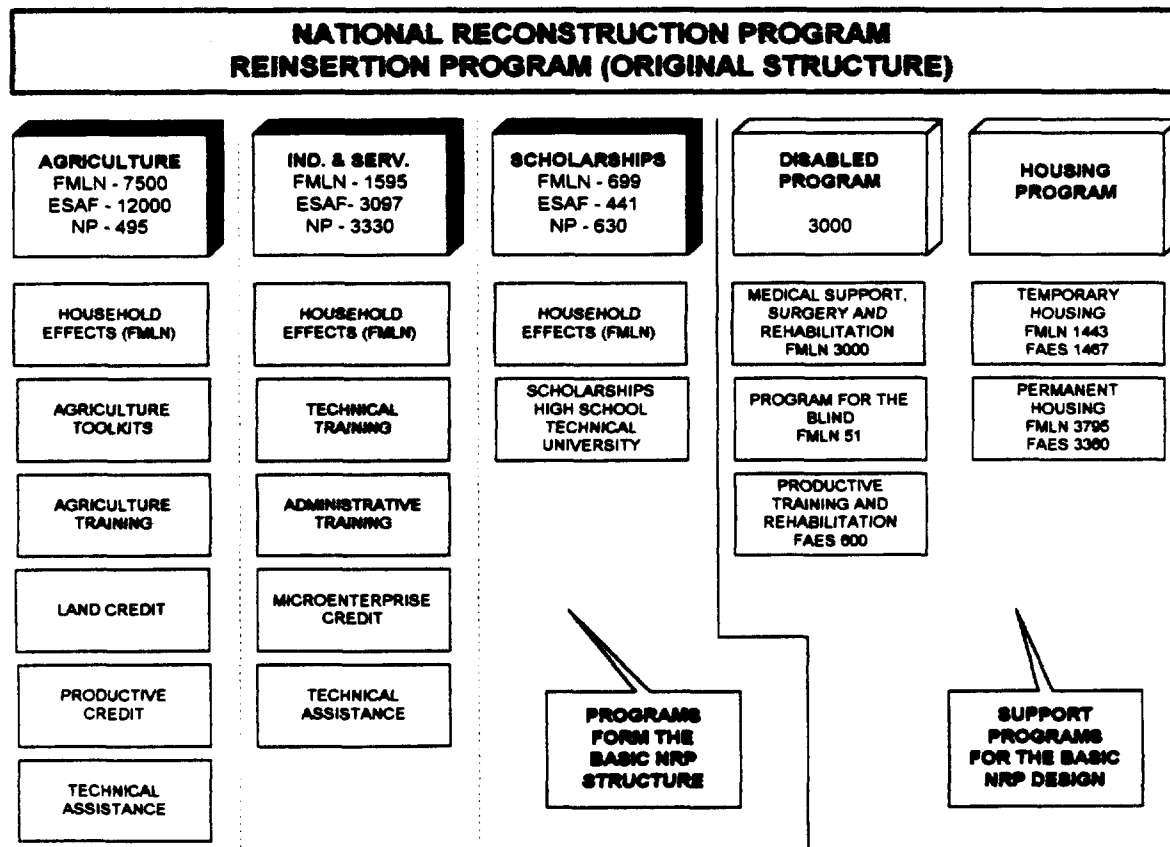 NATIONAL RECONSTRUCTION PROGRAM
REINSERTION PROGRAM (ORIGINAL STRUCTURE)
AGRICULTURE
FMLN - 7500
ESAF - 12000
NP - 495
HOUSEHOLD
EFFECTS (FMLN)
AGRICULTURE
TOOLKITS
AGRICULTURE
TRAINING
LAND CREDIT
PRODUCTIVE
CREDIT
TECHNICAL
ASSISTANCE
IND. & SERV.
FMLN - 1595
ESAF- 3097
NP - 3330
HOUSEHOLD
EFFECTS (FMLN)
TECHNICAL
TRAINING
ADMINISTRATIVE
TRAINING
MICROENTERPRISE
CREDIT
TECHNICAL
ASSISTANCE
SCHOLARSHIPS
FMLN - 699
ESAF - 441
NP - 630
HOUSEHOLD
EFFECTS (FMLN)
SCHOLARSHIPS
HIGH SCHOOL
TECHNICAL
UNIVERSITY
PROGRAMS
FORM THE
BASIC NRP
STRUCTURE
DISABLED
PROGRAM
3000
MEDICAL SUPPORT,
SURGERY AND
REHABILITATION
FMLN 3000
PROGRAM FOR THE
BLIND
FMLN 51
PRODUCTIVE
TRAINING AND
REHABILITATION
FAES 600
HOUSING
PROGRAM
TEMPORARY
HOUSING
FMLN 1443
FAES 1467
PERMANENT
HOUSING
FMLN 3795
FAES 3360
SUPPORT
PROGRAMS
FOR THE BASIC
NRP DESIGN